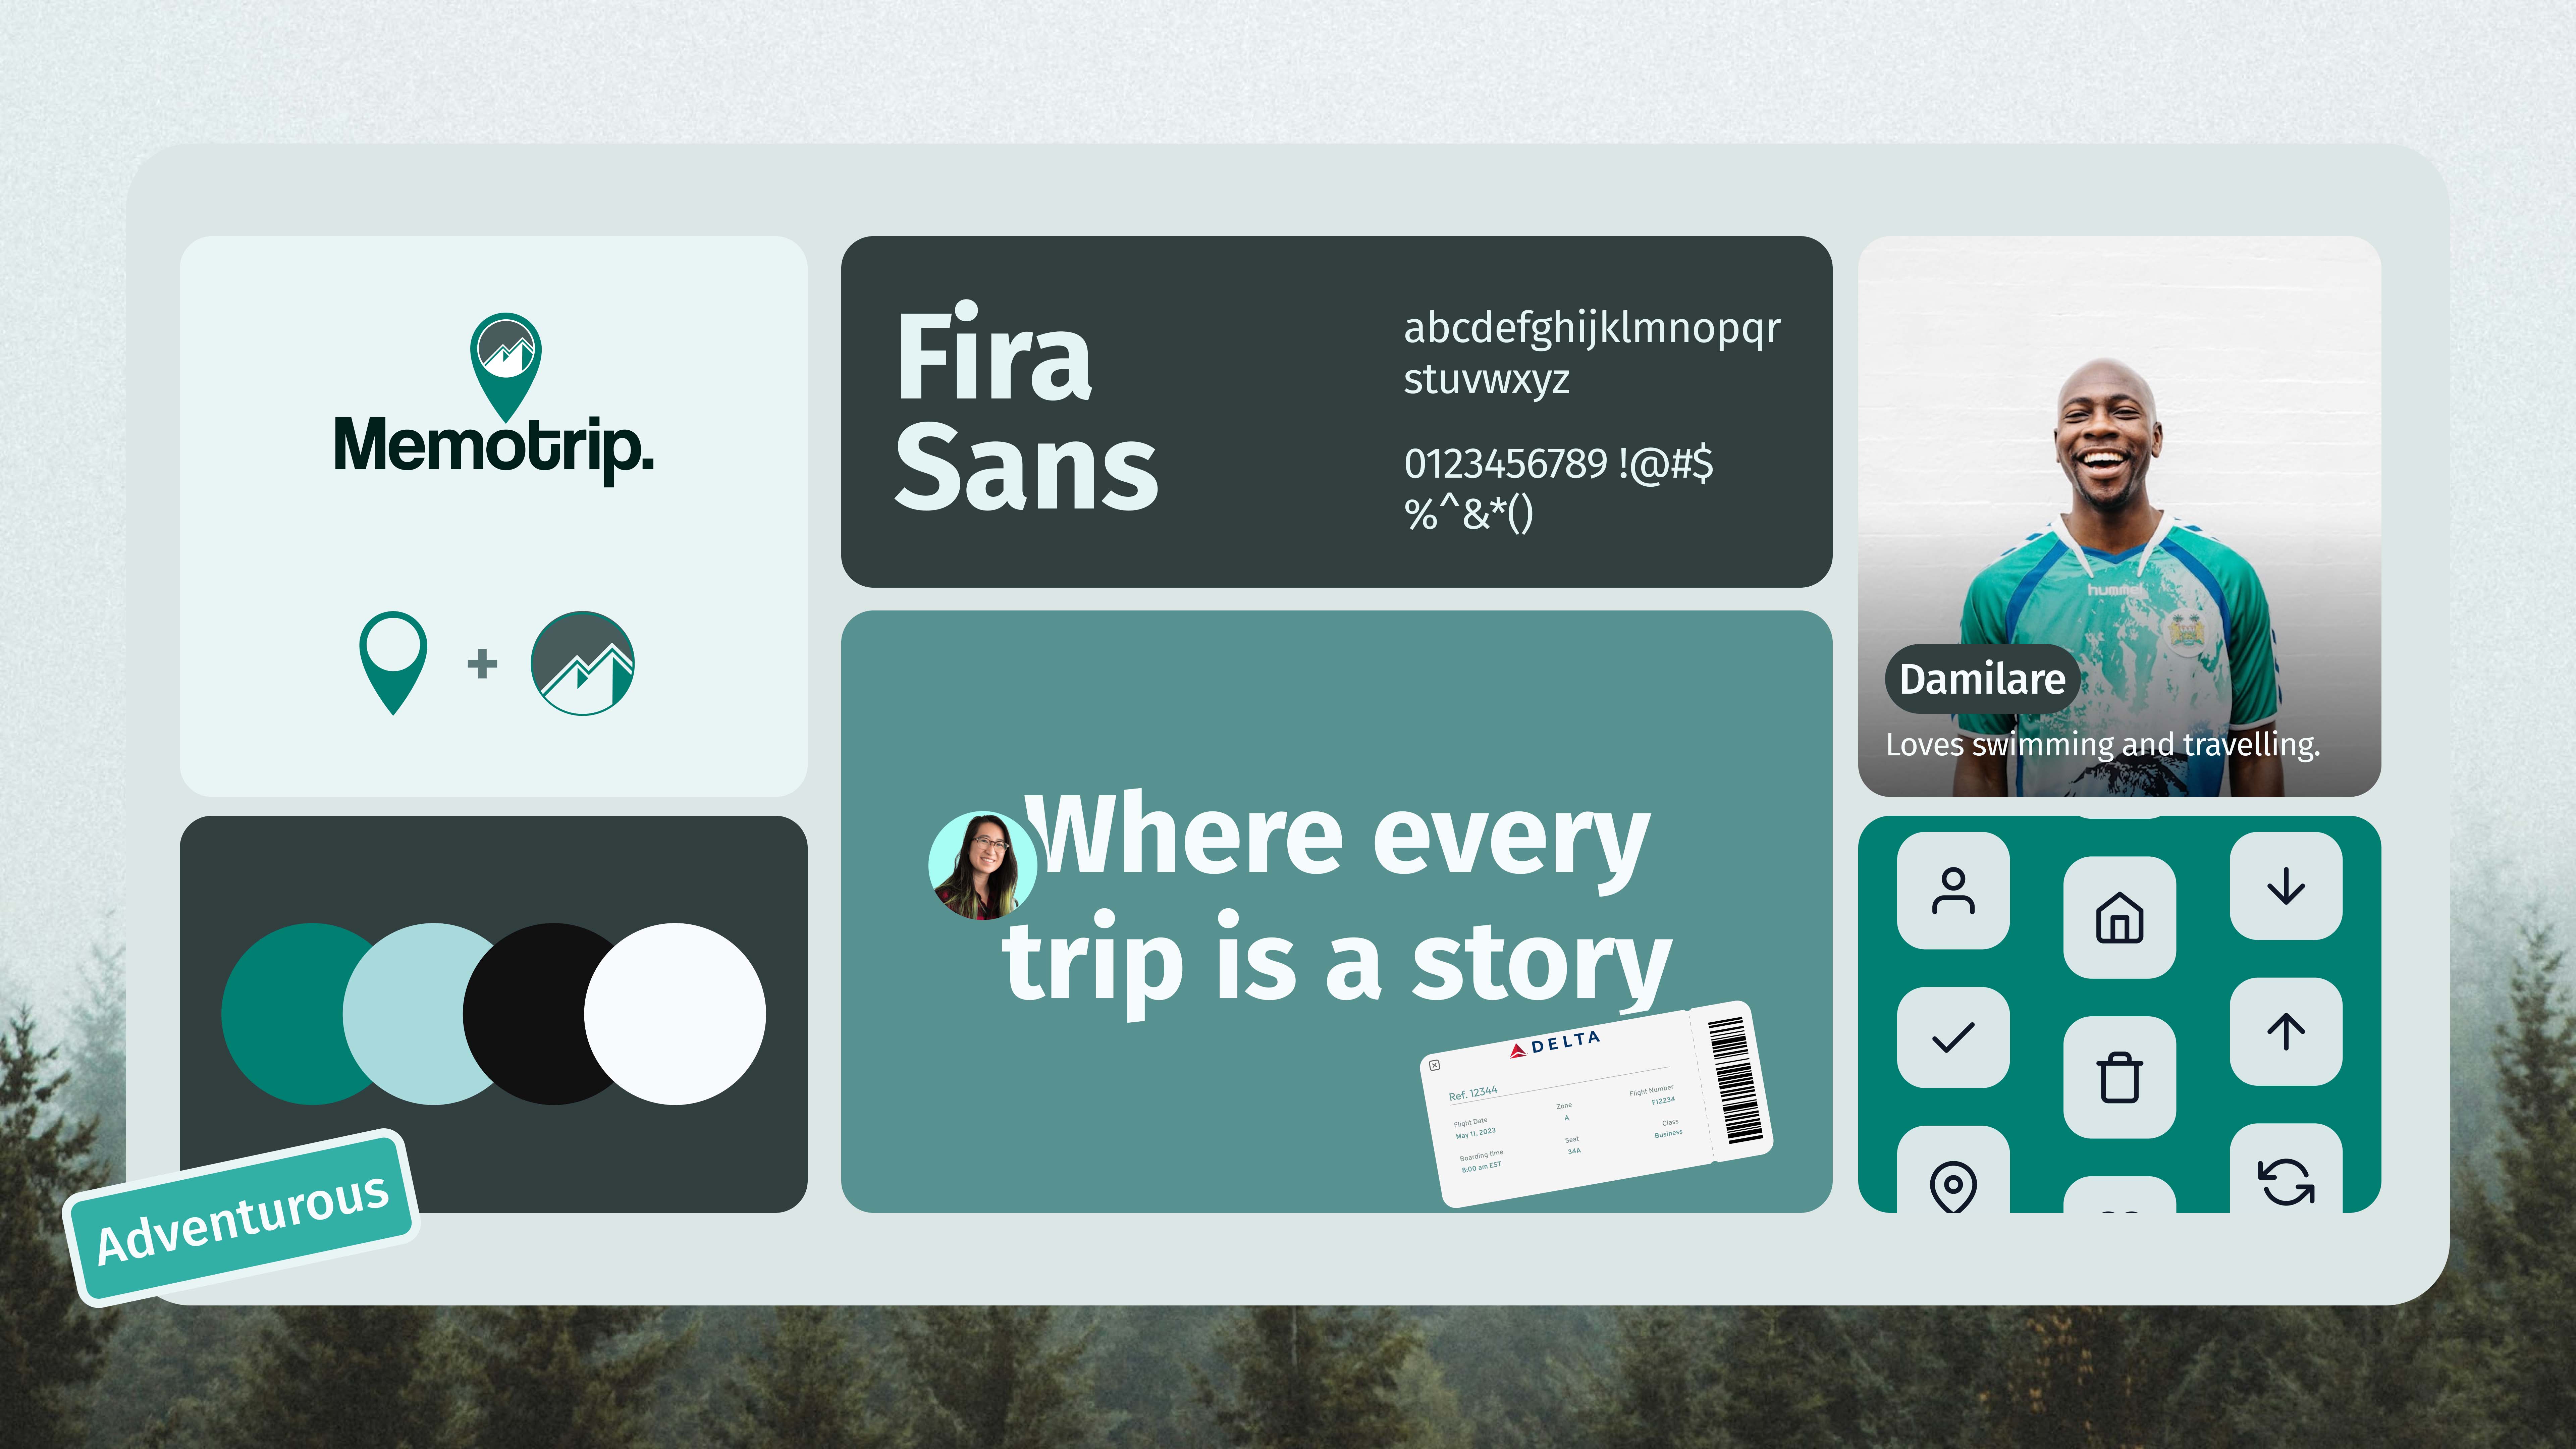 Memotrip.
+
Adventurous
Fira
Sans
abcdefghijklmnopqr
stuvwxyz
0123456789 !@#$
%^&*()
Where every
trip is a story
DELTA
Ref. 12344
Flight Date
May 11, 2023
Zone
A
Flight Number
F12234
Boarding time
8:00 am EST
Seat
34A
Class
Business
hummel
Damilare
Loves swimming and travelling.